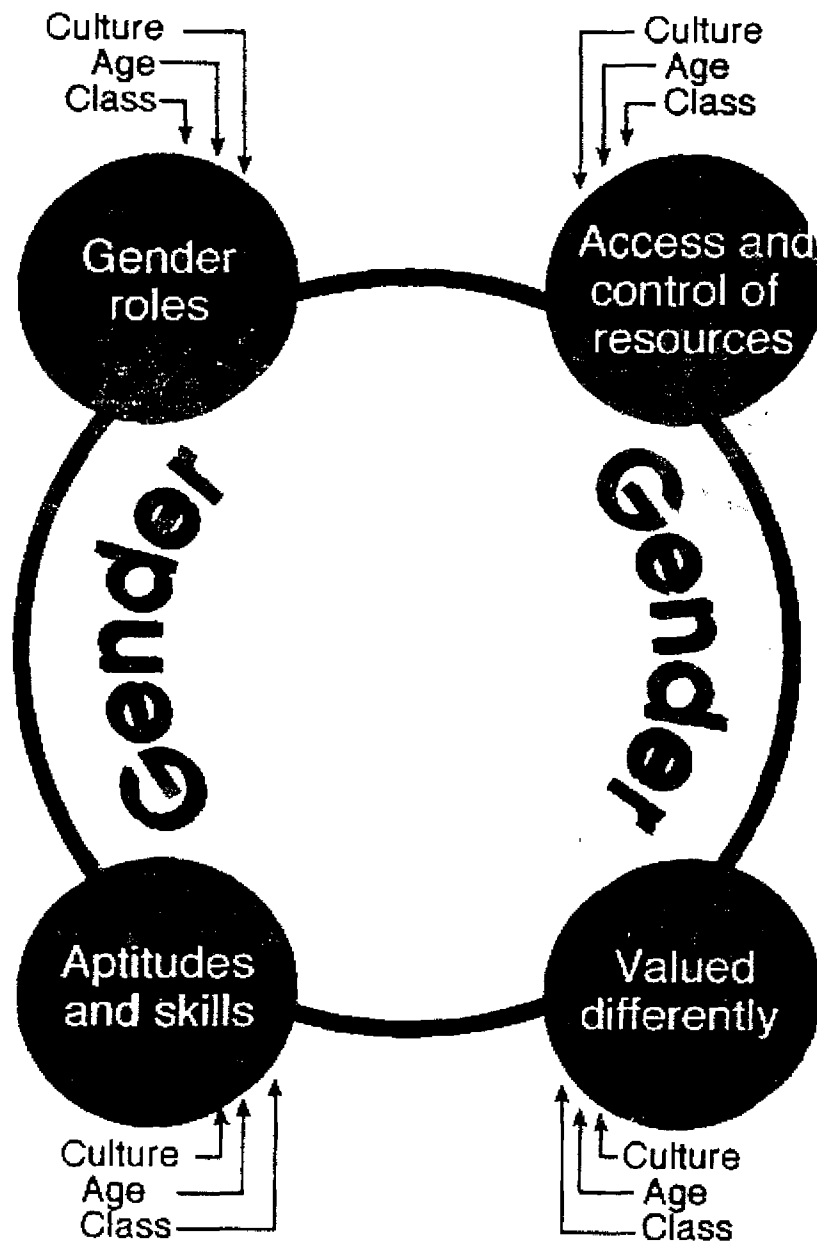 Culture
Age
Class
Culture
Age
Class
Gender
roles
Access and
control of
resources
Gender
Gender
Aptitudes
and skills
Valued
differently
Culture
Age
Class
Culture
Age
Class